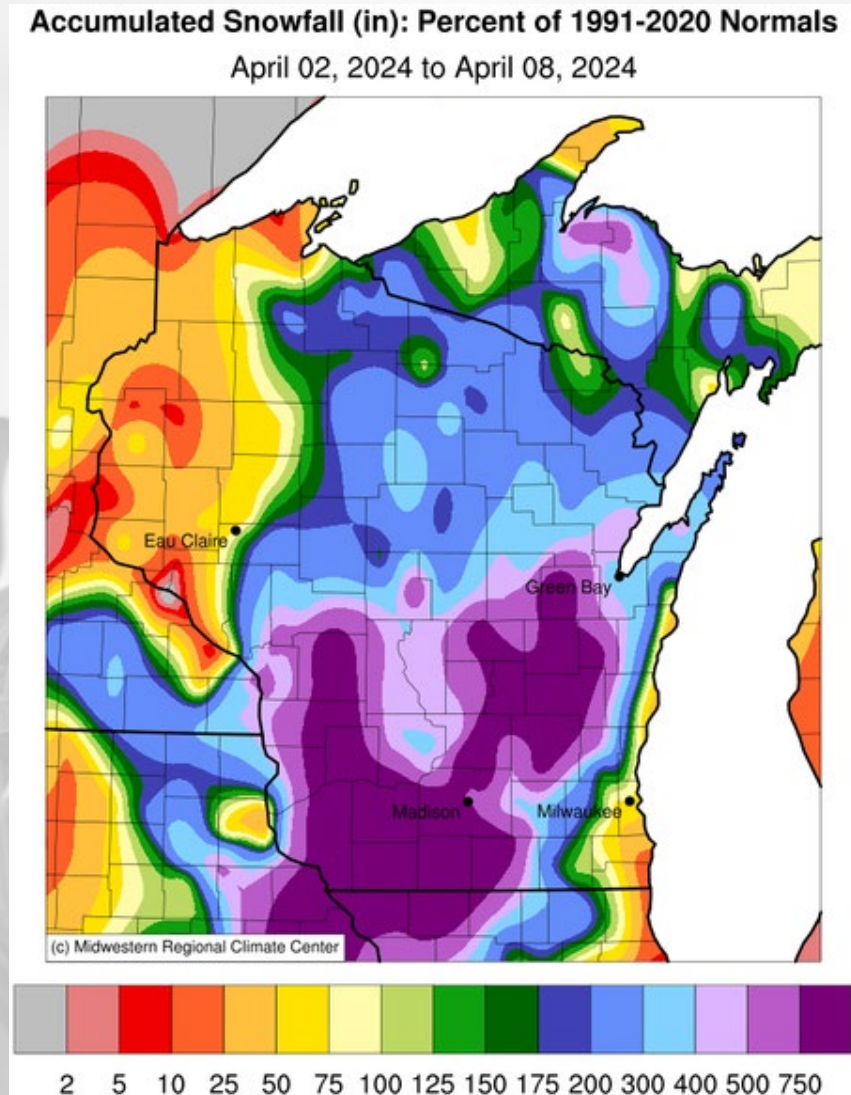 Accumulated Snowfall (in): Percent of 1991-2020 Normals
April 02, 2024 to April 08, 2024
Eau Claire
Green Bay
Madison
Milwaukee
(c) Midwestern Regional Climate Center
2 5 10 25 50 75 100 125 150 175 200 300 400 500 750